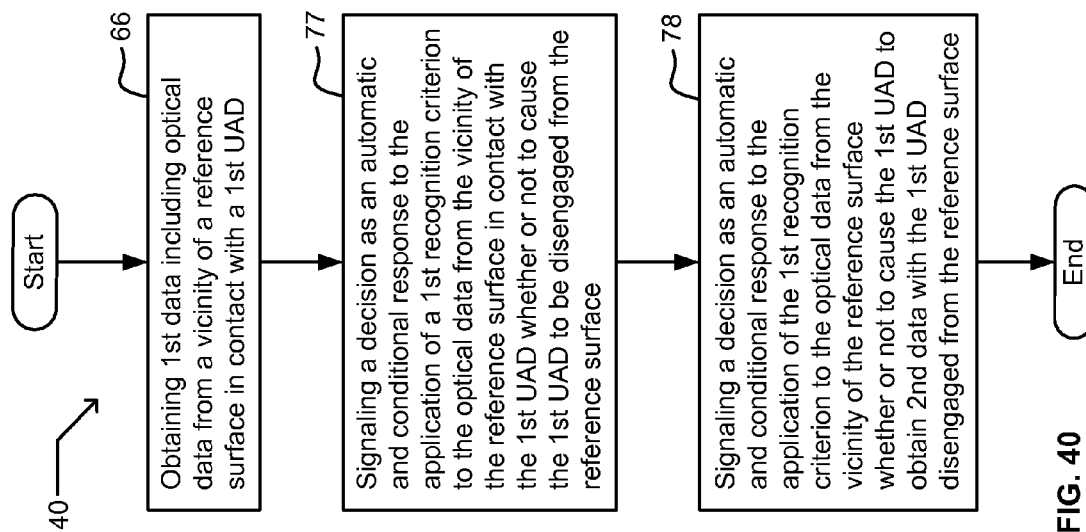 40
Start
66
Obtaining 1st data including optical
data from a vicinity of a reference
surface in contact with a 1st UAD
77
Signaling a decision as an automatic
and conditional response to the
application of a 1st recognition criterion
to the optical data from the vicinity of
the reference surface in contact with
the 1st UAD whether or not to cause
the 1st UAD to be disengaged from the
reference surface
78
Signaling a decision as an automatic
and conditional response to the
application of the 1st recognition
criterion to the optical data from the
vicinity of the reference surface
whether or not to cause the 1st UAD to
obtain 2nd data with the 1st UAD
disengaged from the reference surface
End
FIG. 40